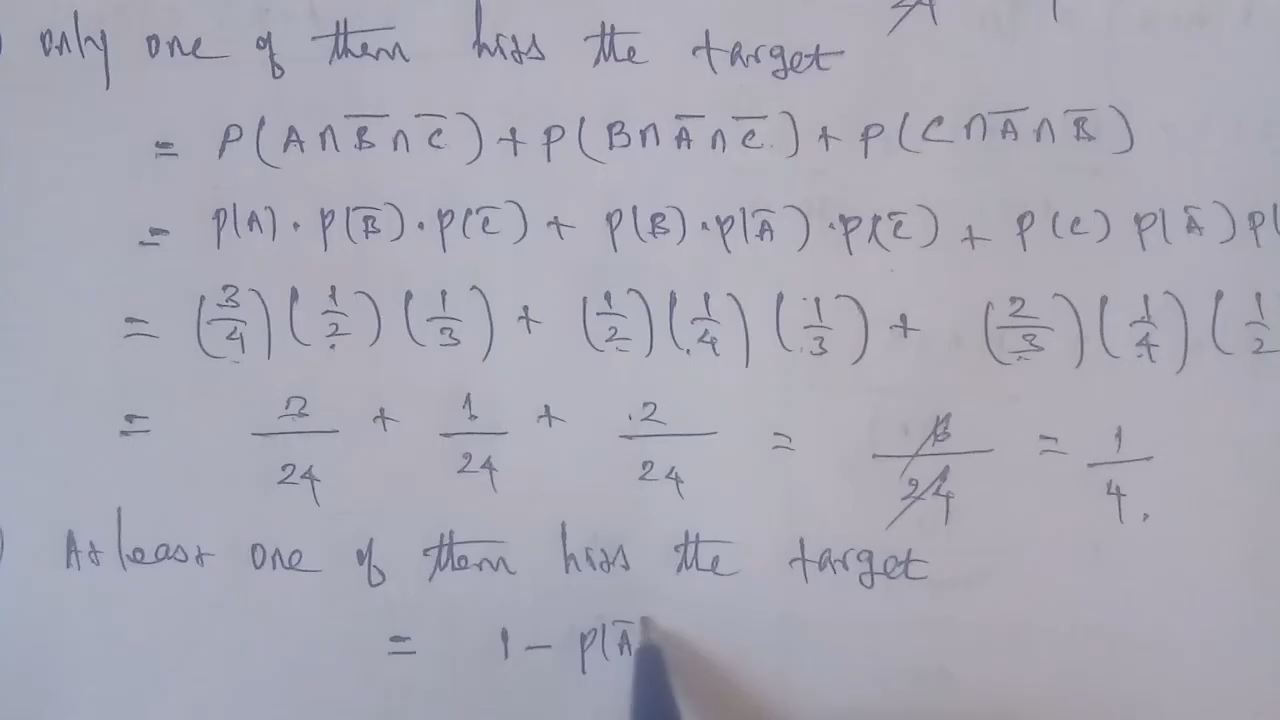 ) only one of them hits the target
= P(A∩B̅∩C̅) + P(B∩A̅∩C̅) + P(C∩A̅∩B̅)
= P(A) · P(B̅) · P(C̅) + P(B) · P(A̅) · P(C̅) + P(C) P(A̅) P(
= (3/4) (1/2) (1/3) + (1/2) (1/4) (1/3) + (2/3) (1/4) (1/2
= 3/24 + 1/24 + 2/24 = 6/24 = 1/4.
) At least one of them hits the target
= 1 - P(A̅